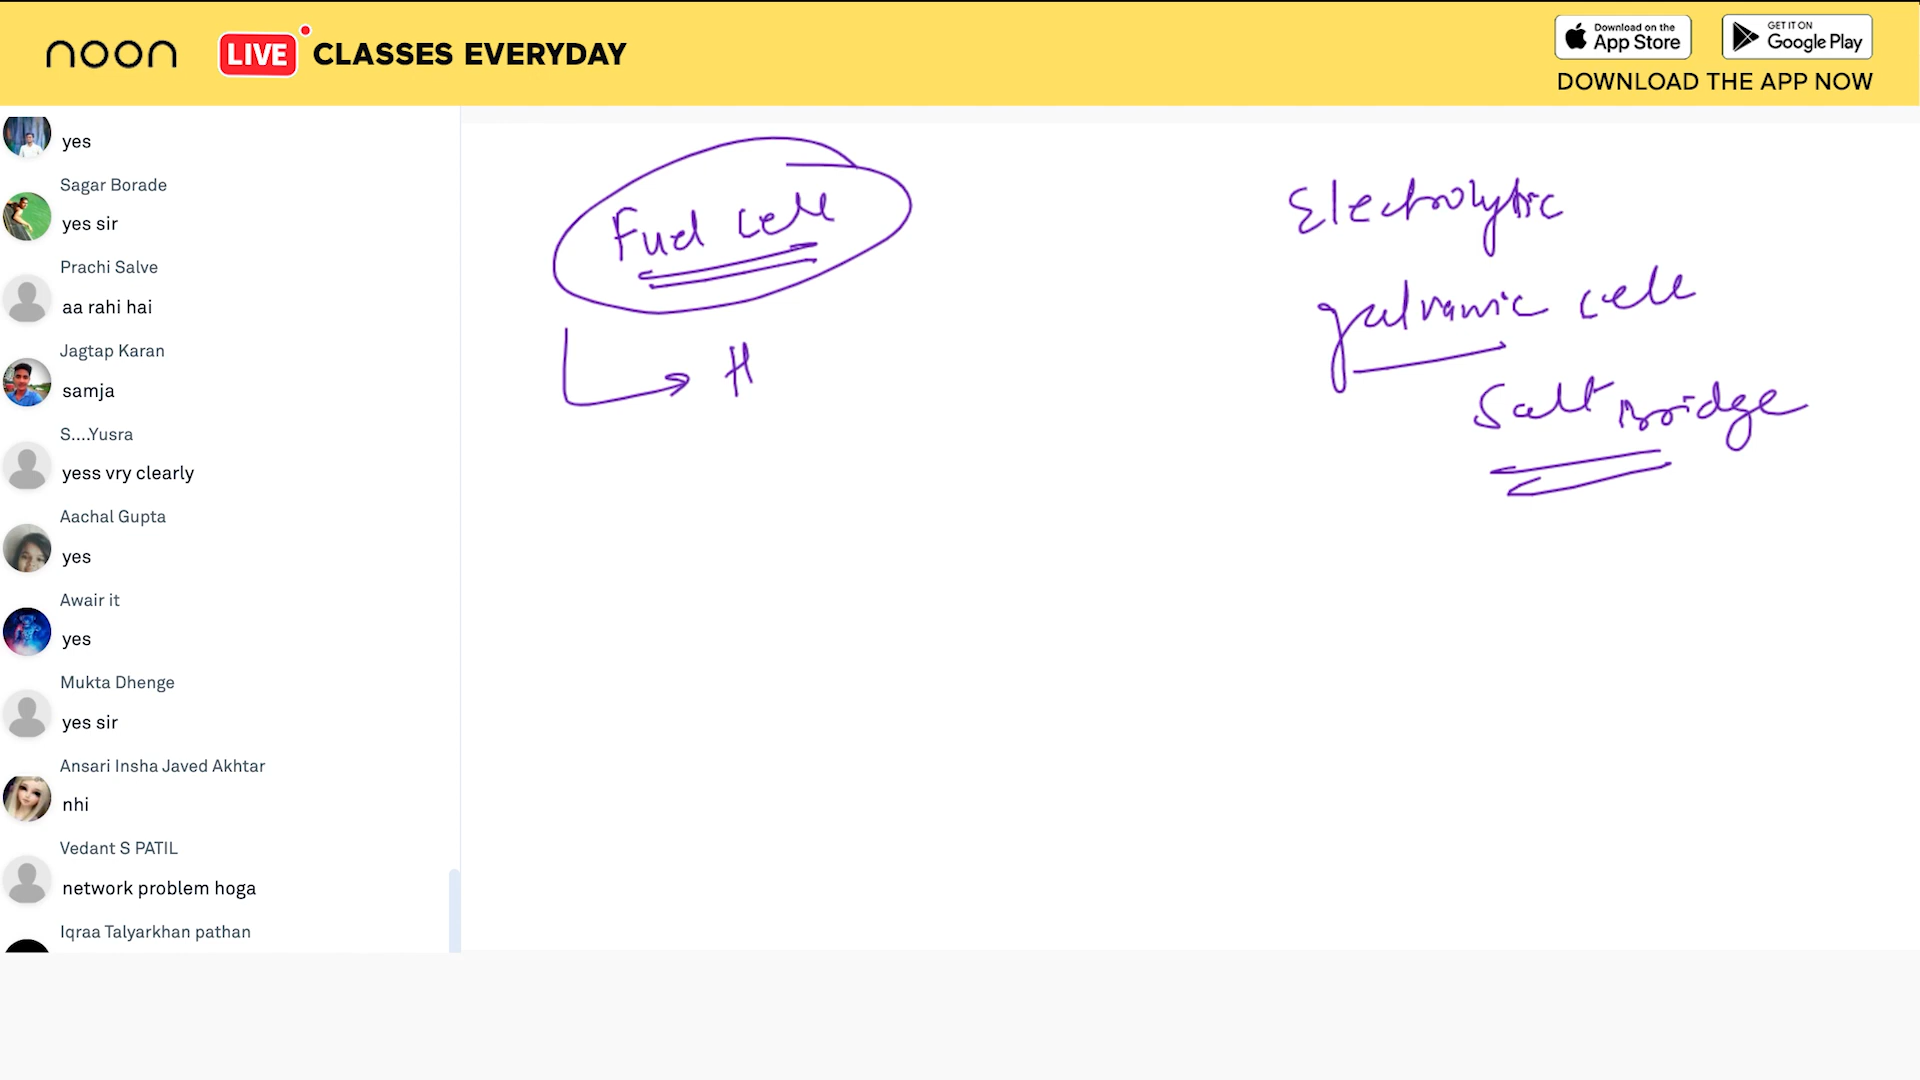 noon LIVE CLASSES EVERYDAY
Download on the App Store
GET IT ON Google Play
DOWNLOAD THE APP NOW
yes
Sagar Borade
yes sir
Prachi Salve
aa rahi hai
Jagtap Karan
samja
S....Yusra
yess vry clearly
Aachal Gupta
yes
Awair it
yes
Mukta Dhenge
yes sir
Ansari Insha Javed Akhtar
nhi
Vedant S PATIL
network problem hoga
Iqraa Talyarkhan pathan
Fuel cell
H
Electrolytic
galvanic cell
Salt Bridge